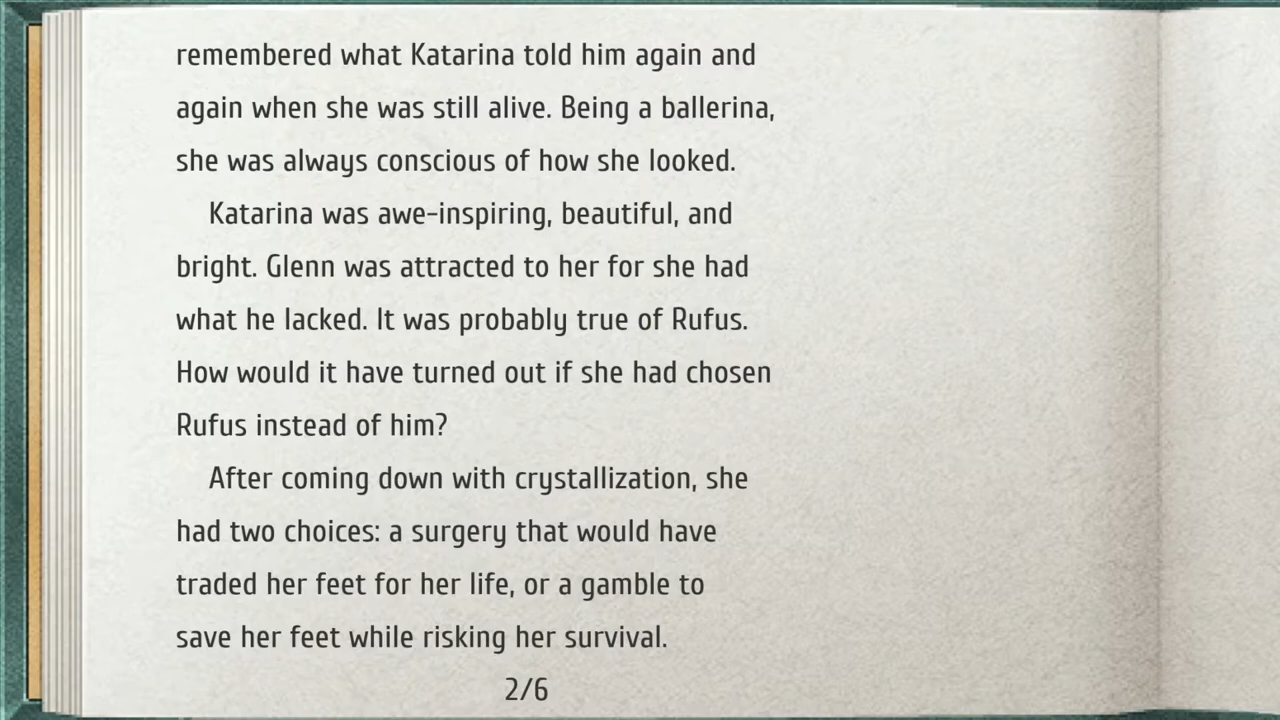 remembered what Katarina told him again and
again when she was still alive. Being a ballerina,
she was always conscious of how she looked.
Katarina was awe-inspiring, beautiful, and
bright. Glenn was attracted to her for she had
what he lacked. It was probably true of Rufus.
How would it have turned out if she had chosen
Rufus instead of him?
After coming down with crystallization, she
had two choices: a surgery that would have
traded her feet for her life, or a gamble to
save her feet while risking her survival.
2/6